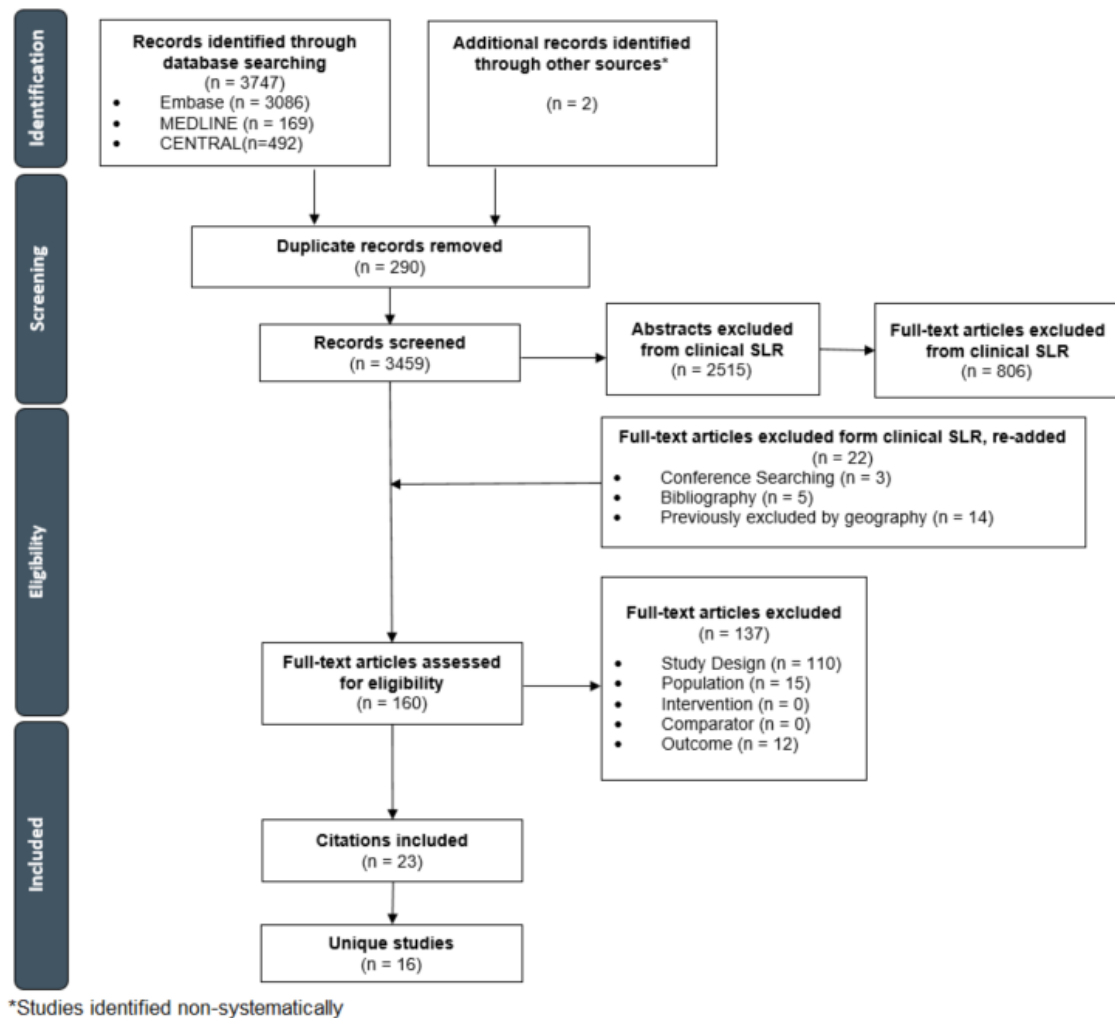 Identification
Records identified through
database searching
(n = 3747)
• Embase (n = 3086)
• MEDLINE (n = 169)
• CENTRAL(n=492)
Additional records identified
through other sources*
(n = 2)
Screening
Duplicate records removed
(n = 290)
Records screened
(n = 3459)
Abstracts excluded
from clinical SLR
(n = 2515)
Full-text articles excluded
from clinical SLR
(n = 806)
Eligibility
Full-text articles excluded form clinical SLR, re-added
(n = 22)
• Conference Searching (n = 3)
• Bibliography (n = 5)
• Previously excluded by geography (n = 14)
Full-text articles assessed
for eligibility
(n = 160)
Full-text articles excluded
(n = 137)
• Study Design (n = 110)
• Population (n = 15)
• Intervention (n = 0)
• Comparator (n = 0)
• Outcome (n = 12)
Included
Citations included
(n = 23)
Unique studies
(n = 16)
*Studies identified non-systematically